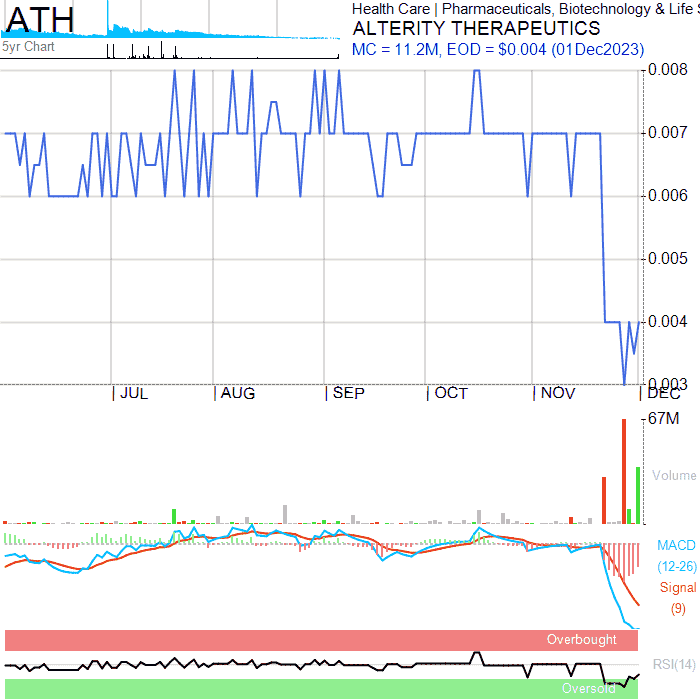 ATH
5yr Chart
Health Care | Pharmaceuticals, Biotechnology & Life S
ALTERITY THERAPEUTICS
MC = 11.2M, EOD = $0.004 (01Dec2023)
0.008
0.007
0.006
0.005
0.004
0.003
| JUL | AUG | SEP | OCT | NOV | DEC
67M
Volume
MACD
(12-26)
Signal
(9)
Overbought
RSI(14)
Oversold